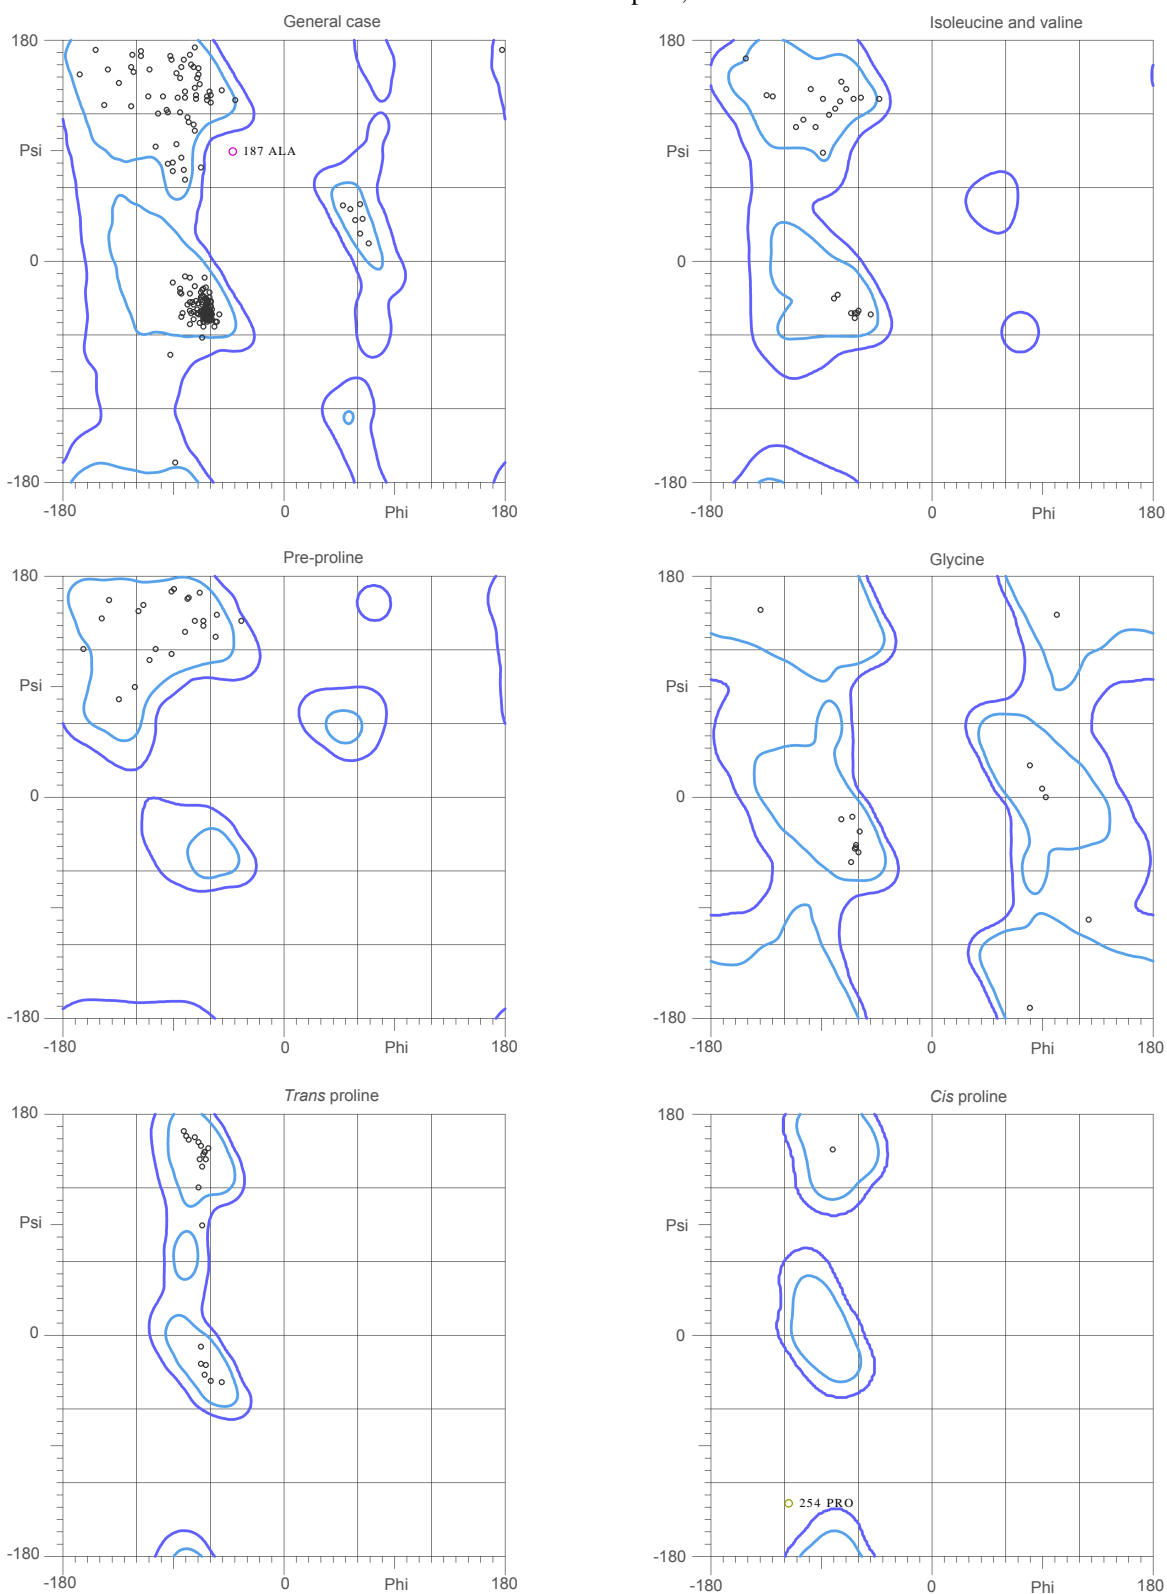 General case
Isoleucine and valine
180
Psi
0
-180
-180
0
Phi
180
187 ALA
180
Psi
0
-180
-180
0
Phi
180
Pre-proline
Glycine
180
Psi
0
-180
-180
0
Phi
180
180
Psi
0
-180
-180
0
Phi
180
Trans proline
Cis proline
180
Psi
0
-180
-180
0
Phi
180
180
Psi
0
-180
-180
0
Phi
180
254 PRO